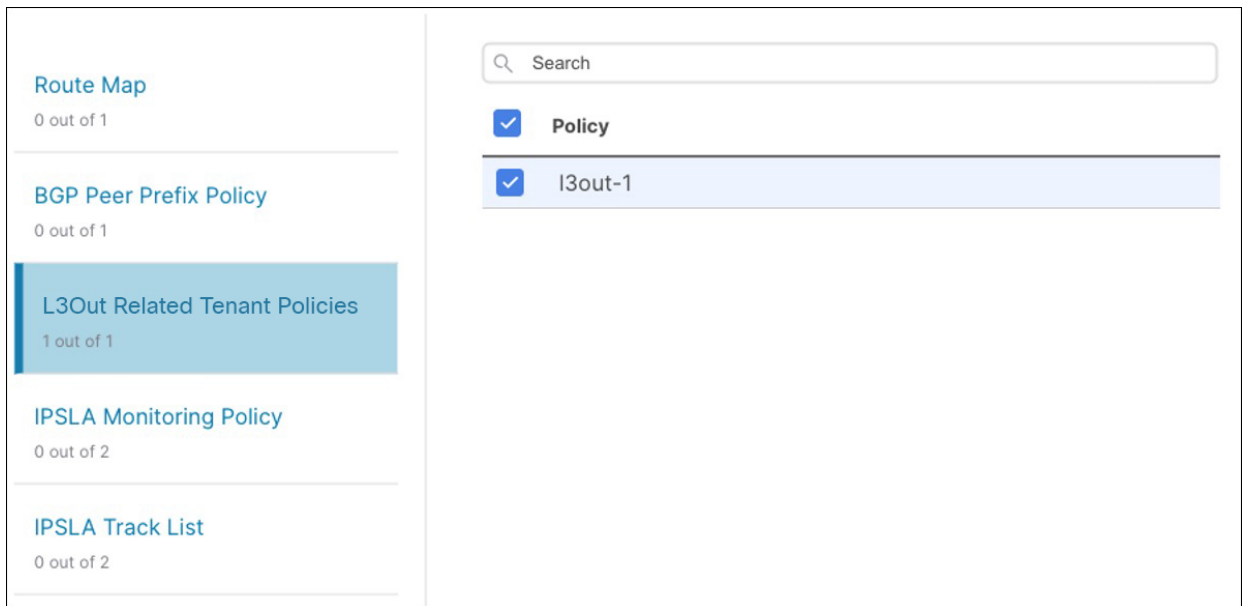 Route Map
0 out of 1
BGP Peer Prefix Policy
0 out of 1
L3Out Related Tenant Policies
1 out of 1
IPSLA Monitoring Policy
0 out of 2
IPSLA Track List
0 out of 2
Search
Policy
l3out-1